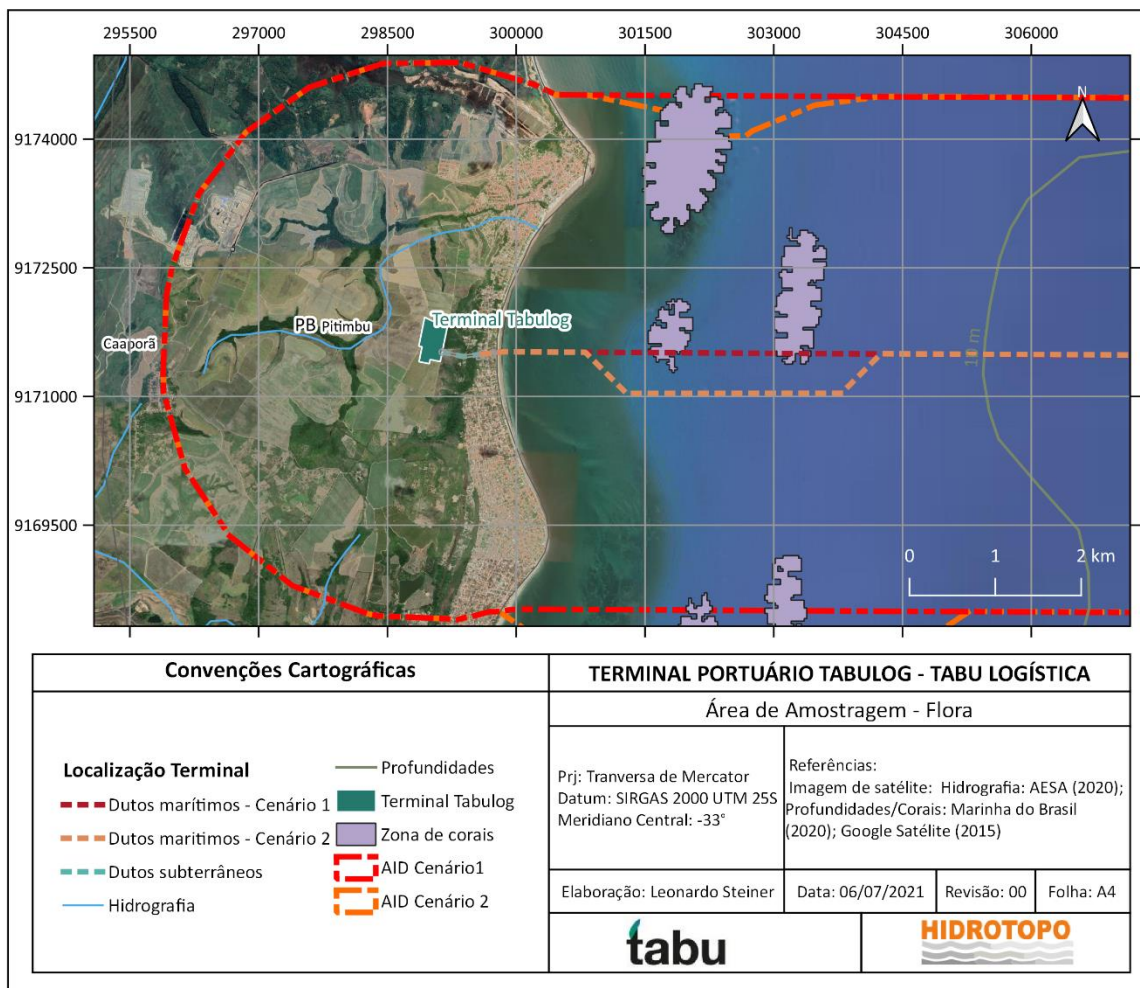 295500 297000 298500 300000 301500 303000 304500 306000
9174000
9172500
9171000
9169500
N
PB Pitimbu
Terminal Tabulog
Caaporã
10 m
0 1 2 km
Convenções Cartográficas
Localização Terminal
Dutos marítimos - Cenário 1
Dutos maritimos - Cenário 2
Dutos subterrâneos
Hidrografia
Profundidades
Terminal Tabulog
Zona de corais
AID Cenário1
AID Cenário 2
TERMINAL PORTUÁRIO TABULOG - TABU LOGÍSTICA
Área de Amostragem - Flora
Prj: Tranversa de Mercator
Datum: SIRGAS 2000 UTM 25S
Meridiano Central: -33°
Referências:
Imagem de satélite: Hidrografia: AESA (2020);
Profundidades/Corais: Marinha do Brasil
(2020); Google Satélite (2015)
Elaboração: Leonardo Steiner
Data: 06/07/2021
Revisão: 00
Folha: A4
tabu
HIDROTOPO